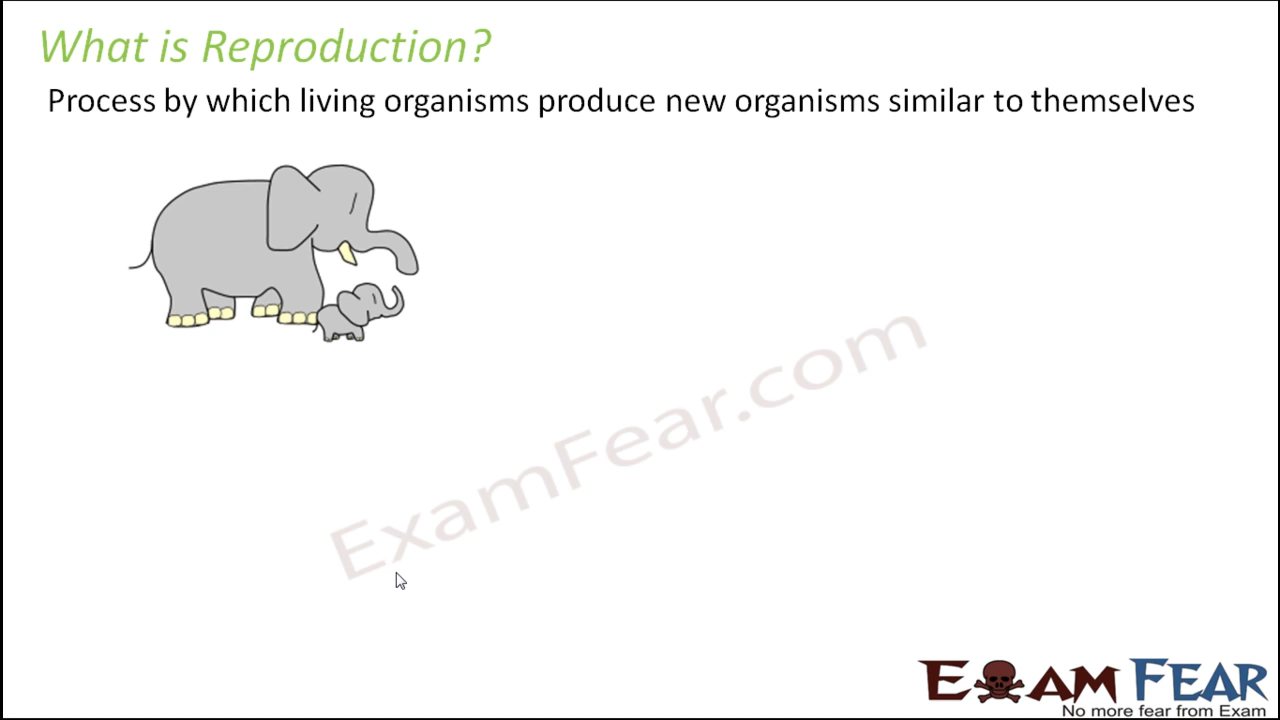 What is Reproduction?
Process by which living organisms produce new organisms similar to themselves
ExamFear.com
EXAM FEAR
No more fear from Exam